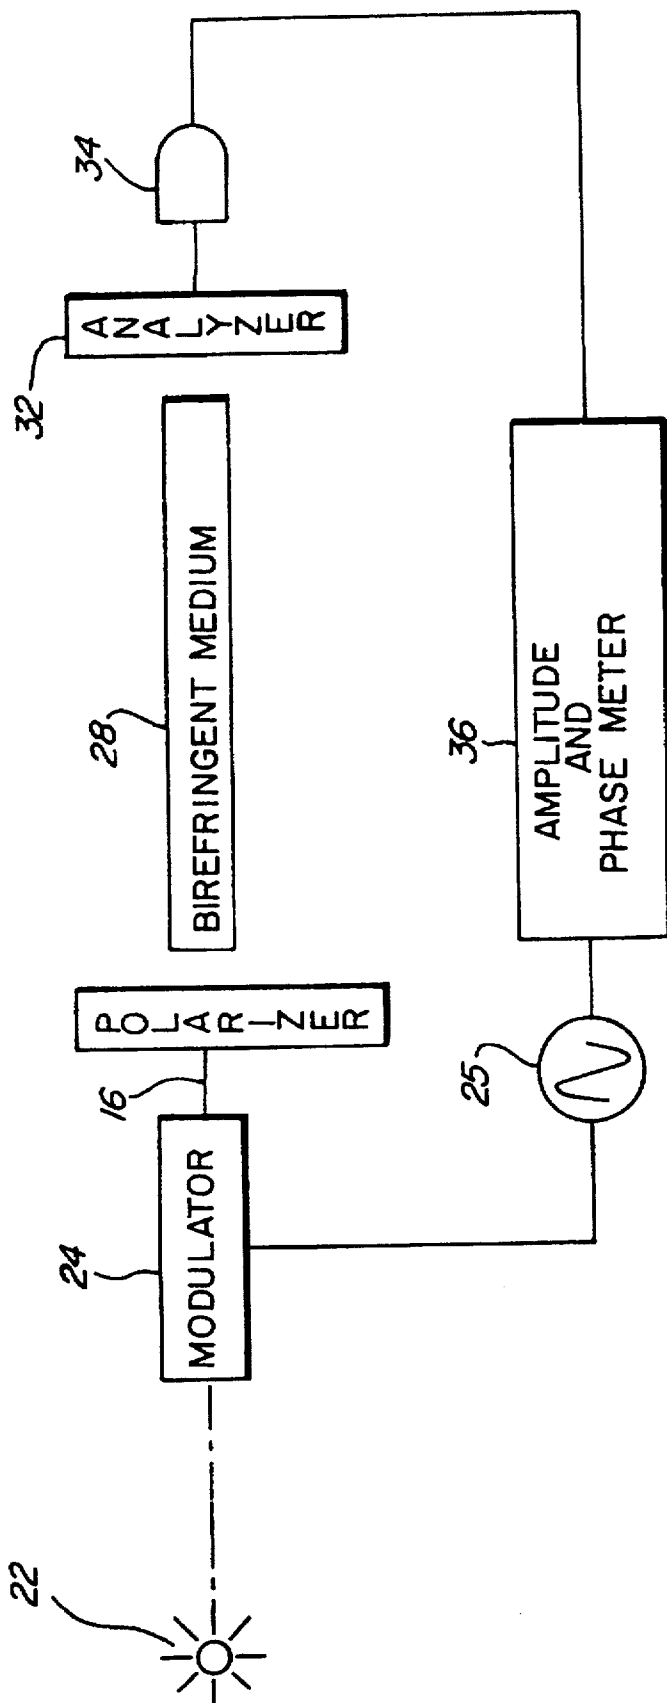 22
24
MODULATOR
16
POLARIZER
28
BIREFRINGENT MEDIUM
32
ANALYZER
34
25
36
AMPLITUDE
AND
PHASE METER